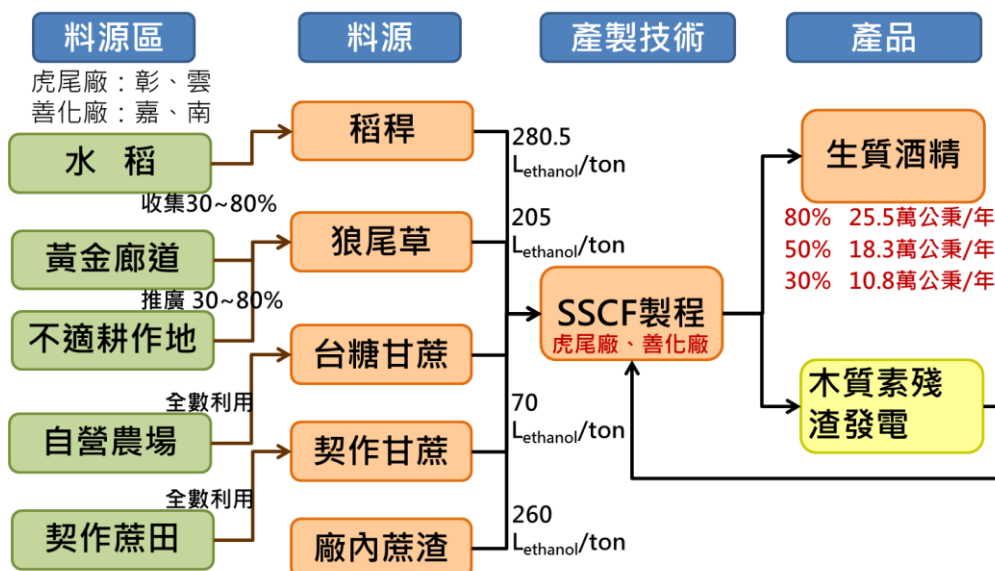 料源區
料源
產製技術
產品
虎尾廠：彰、雲
善化廠：嘉、南
水 稻
收集30~80%
黃金廊道
推廣 30~80%
不適耕作地
全數利用
自營農場
全數利用
契作蔗田
稻稈
狼尾草
台糖甘蔗
契作甘蔗
廠內蔗渣
280.5
Lethanol/ton
205
Lethanol/ton
70
Lethanol/ton
260
Lethanol/ton
SSCF製程
虎尾廠、善化廠
生質酒精
80% 25.5萬公秉/年
50% 18.3萬公秉/年
30% 10.8萬公秉/年
木質素殘
渣發電